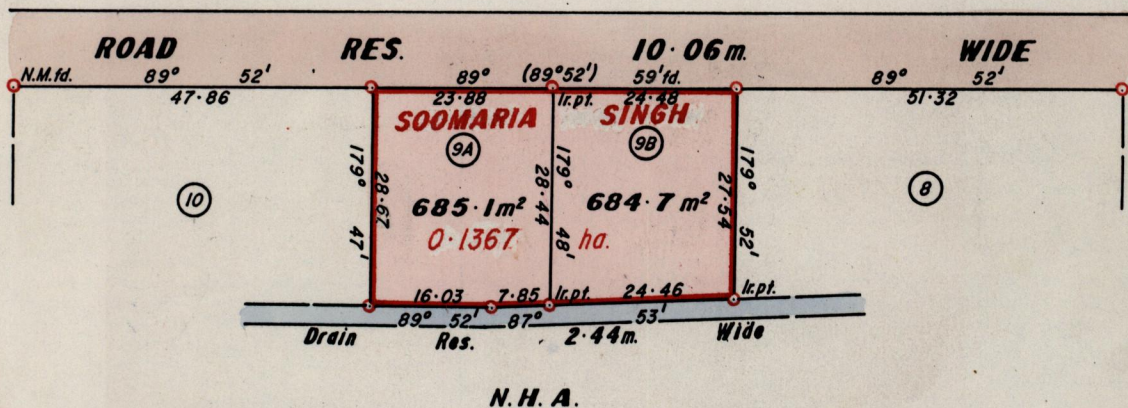 ROAD RES. 10·06m. WIDE
N.M.fd. 89° 52' 89° (89°52') 59'fd. 89° 52'
47·86 23·88 Ir.pt. 24·48 51·32
SOOMARIA SINGH
9A 9B
179° 28·67 47'
28·44 179° 48'
179° 27·54 52'
10 8
685·1m² 684·7m²
0·1367 ha.
16·03 7·85 Ir.pt. 24·46 Ir.pt.
89° 52' 87° 53'
Drain Res. 2·44m. Wide
N.H.A.